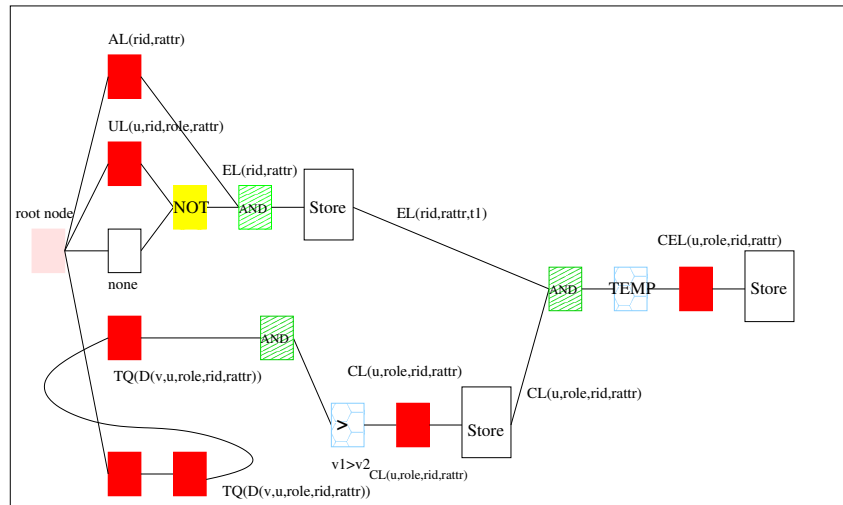 AL(rid,rattr)
UL(u,rid,role,rattr)
EL(rid,rattr)
NOT
AND
Store
EL(rid,rattr,t1)
root node
none
CEL(u,role,rid,rattr)
AND
TEMP
Store
AND
TQ(D(v,u,role,rid,rattr))
CL(u,role,rid,rattr)
CL(u,role,rid,rattr)
>
Store
v1>v2
CL(u,role,rid,rattr)
TQ(D(v,u,role,rid,rattr))